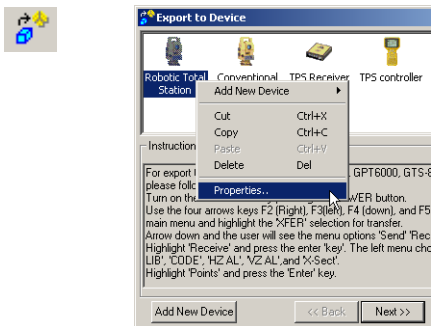 Export to Device
Robotic Total Station
Conventional
TPS Receiver
TPS controller
Add New Device
Cut Ctrl+X
Copy Ctrl+C
Paste Ctrl+V
Delete Del
Properties..
Instruction
For export GPT6000, GTS-8
please follo
Turn on the WER button.
Use the four arrows keys F2 (Right), F3(left), F4 (down), and F5
main menu and highlight the 'XFER' selection for transfer.
Arrow down and the user will see the menu options 'Send' 'Rec
Highlight 'Receive' and press the enter 'key'. The left menu cho
LIB', 'CODE', 'HZ AL', 'VZ AL',and 'X-Sect'.
Highlight 'Points' and press the 'Enter' key.
Add New Device
<< Back
Next >>